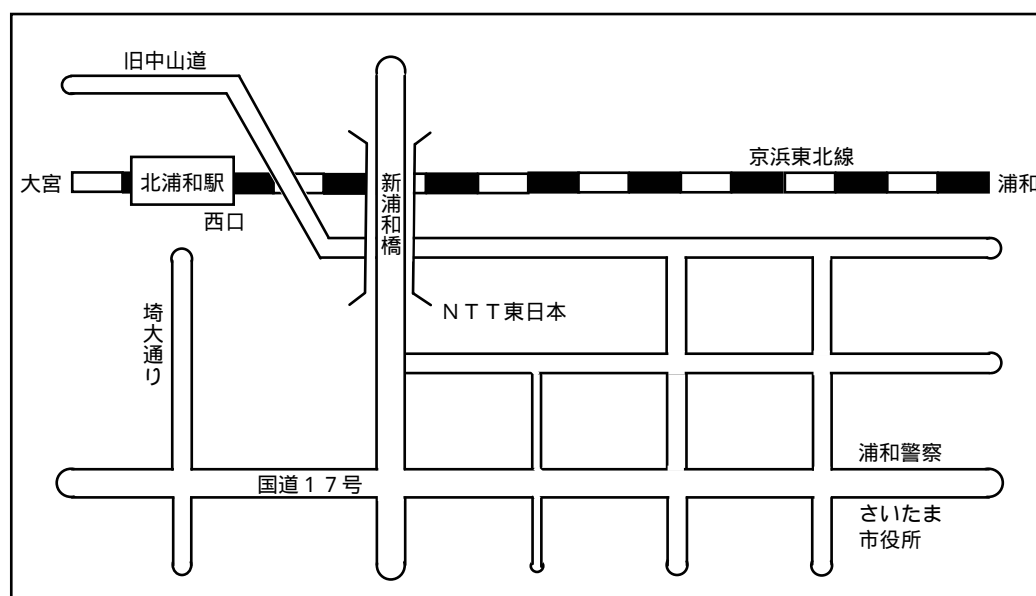 旧中山道
京浜東北線
大宮
北浦和駅
浦和
西口
新浦和橋
埼大通り
ＮＴＴ東日本
浦和警察
国道１７号
さいたま
市役所